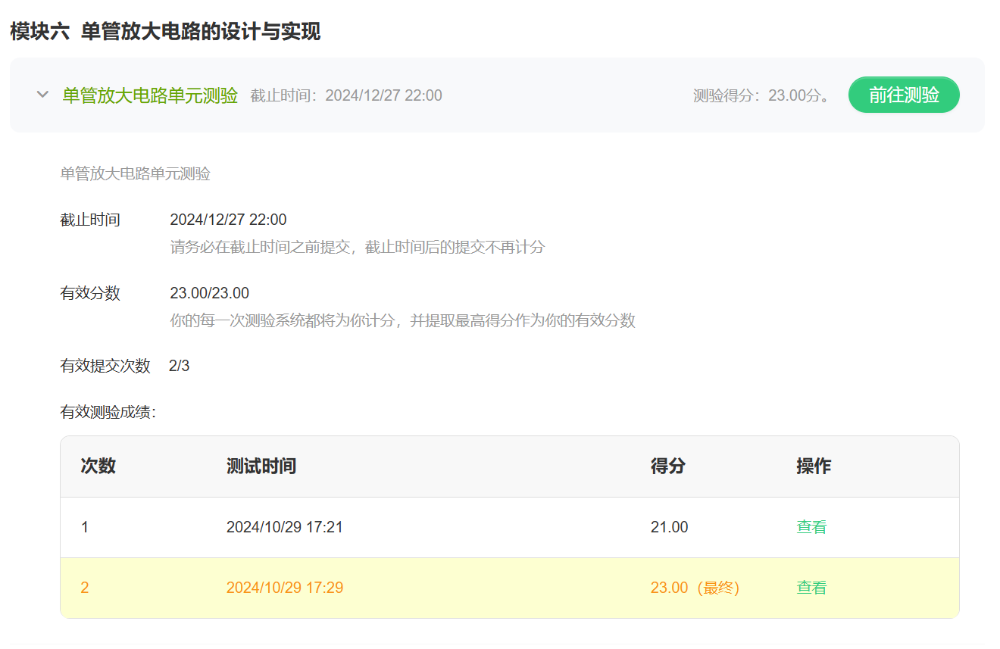 模块六 单管放大电路的设计与实现
单管放大电路单元测验 截止时间：2024/12/27 22:00 测验得分：23.00分。 前往测验
单管放大电路单元测验
截止时间 2024/12/27 22:00
请务必在截止时间之前提交，截止时间后的提交不再计分
有效分数 23.00/23.00
你的每一次测验系统都将为你计分，并提取最高得分作为你的有效分数
有效提交次数 2/3
有效测验成绩：
次数 测试时间 得分 操作
1 2024/10/29 17:21 21.00 查看
2 2024/10/29 17:29 23.00（最终） 查看